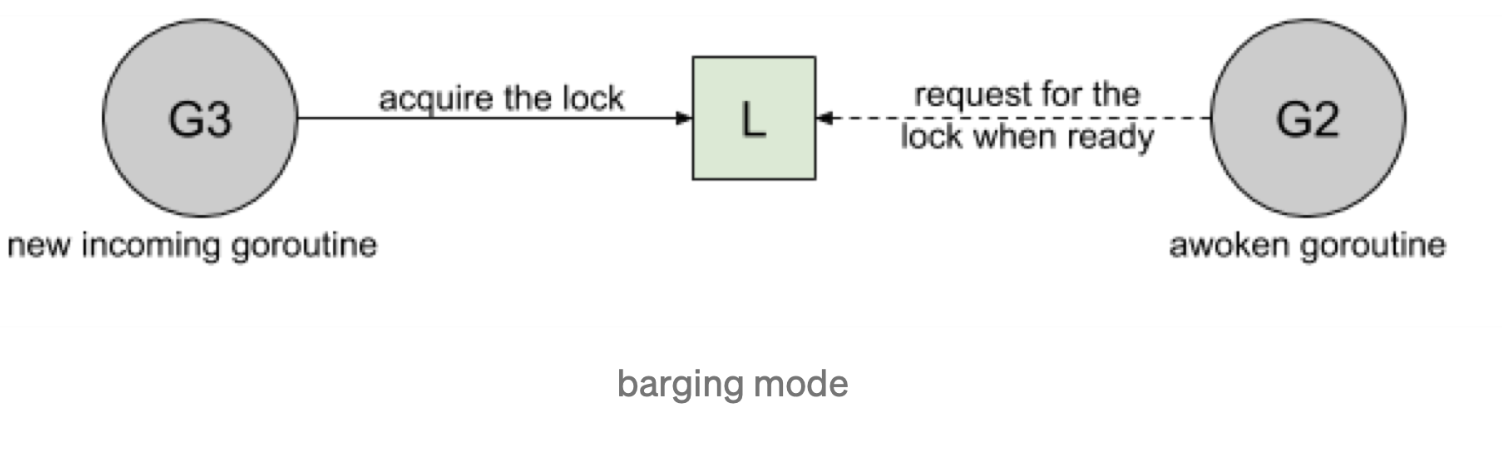 G3
acquire the lock
L
request for the
lock when ready
G2
new incoming goroutine
awoken goroutine
barging mode